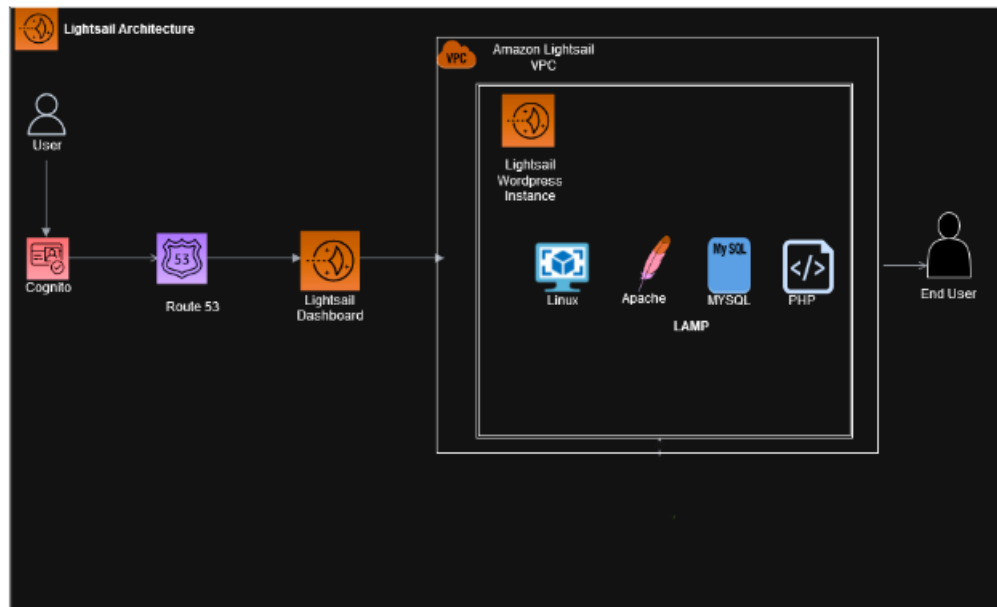 Lightsail Architecture
VPC
Amazon Lightsail
VPC
User
Lightsail
Wordpress
Instance
Cognito
53
Route 53
Lightsail
Dashboard
Linux
Apache
My SQL
MYSQL
</>
PHP
LAMP
End User